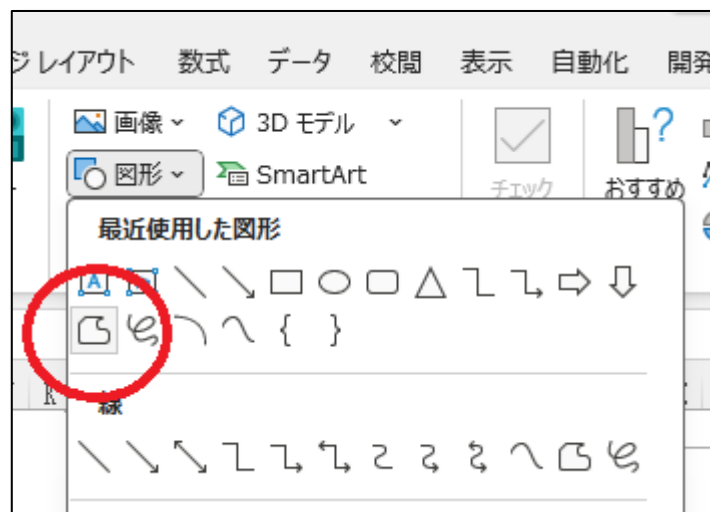 ジ レイアウト 数式 データ 校閲 表示 自動化 開発
画像 3D モデル
図形 SmartArt
チェック おすすめ
最近使用した図形
A
R
線